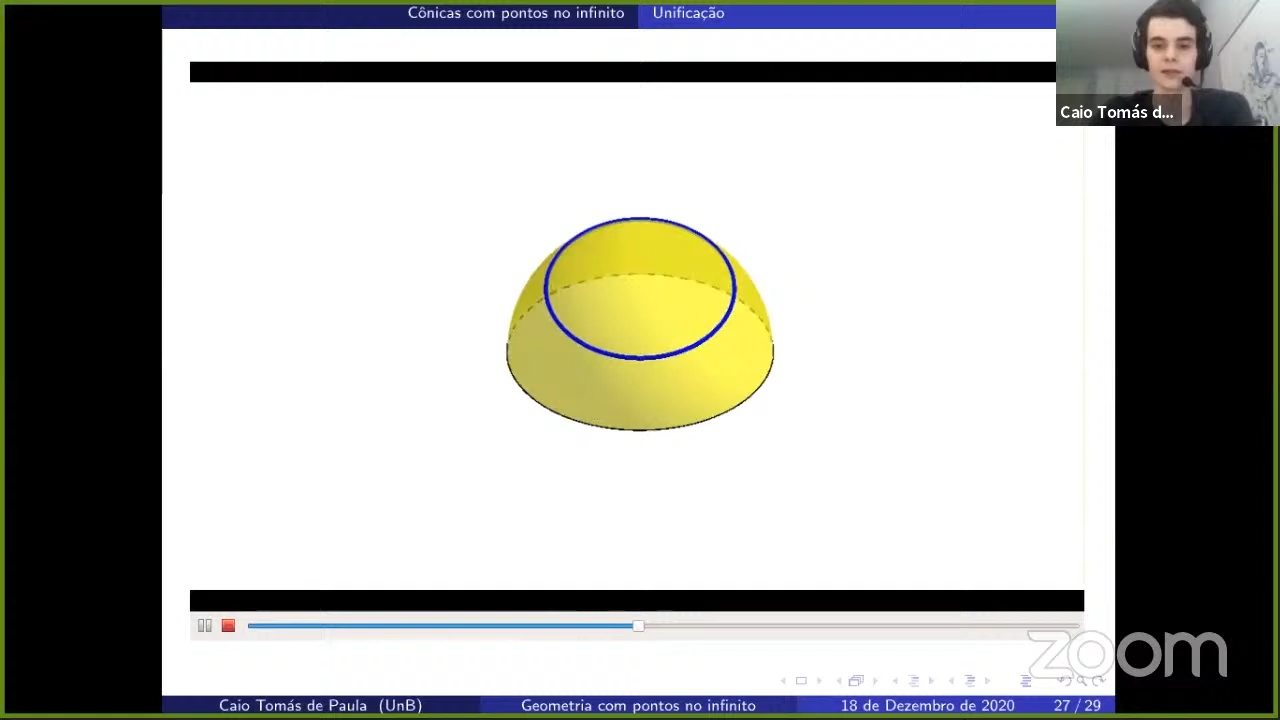 Cônicas com pontos no infinito Unificação
Caio Tomás d...
zoom
Caio Tomás de Paula (UnB) Geometria com pontos no infinito 18 de Dezembro de 2020 27 / 29